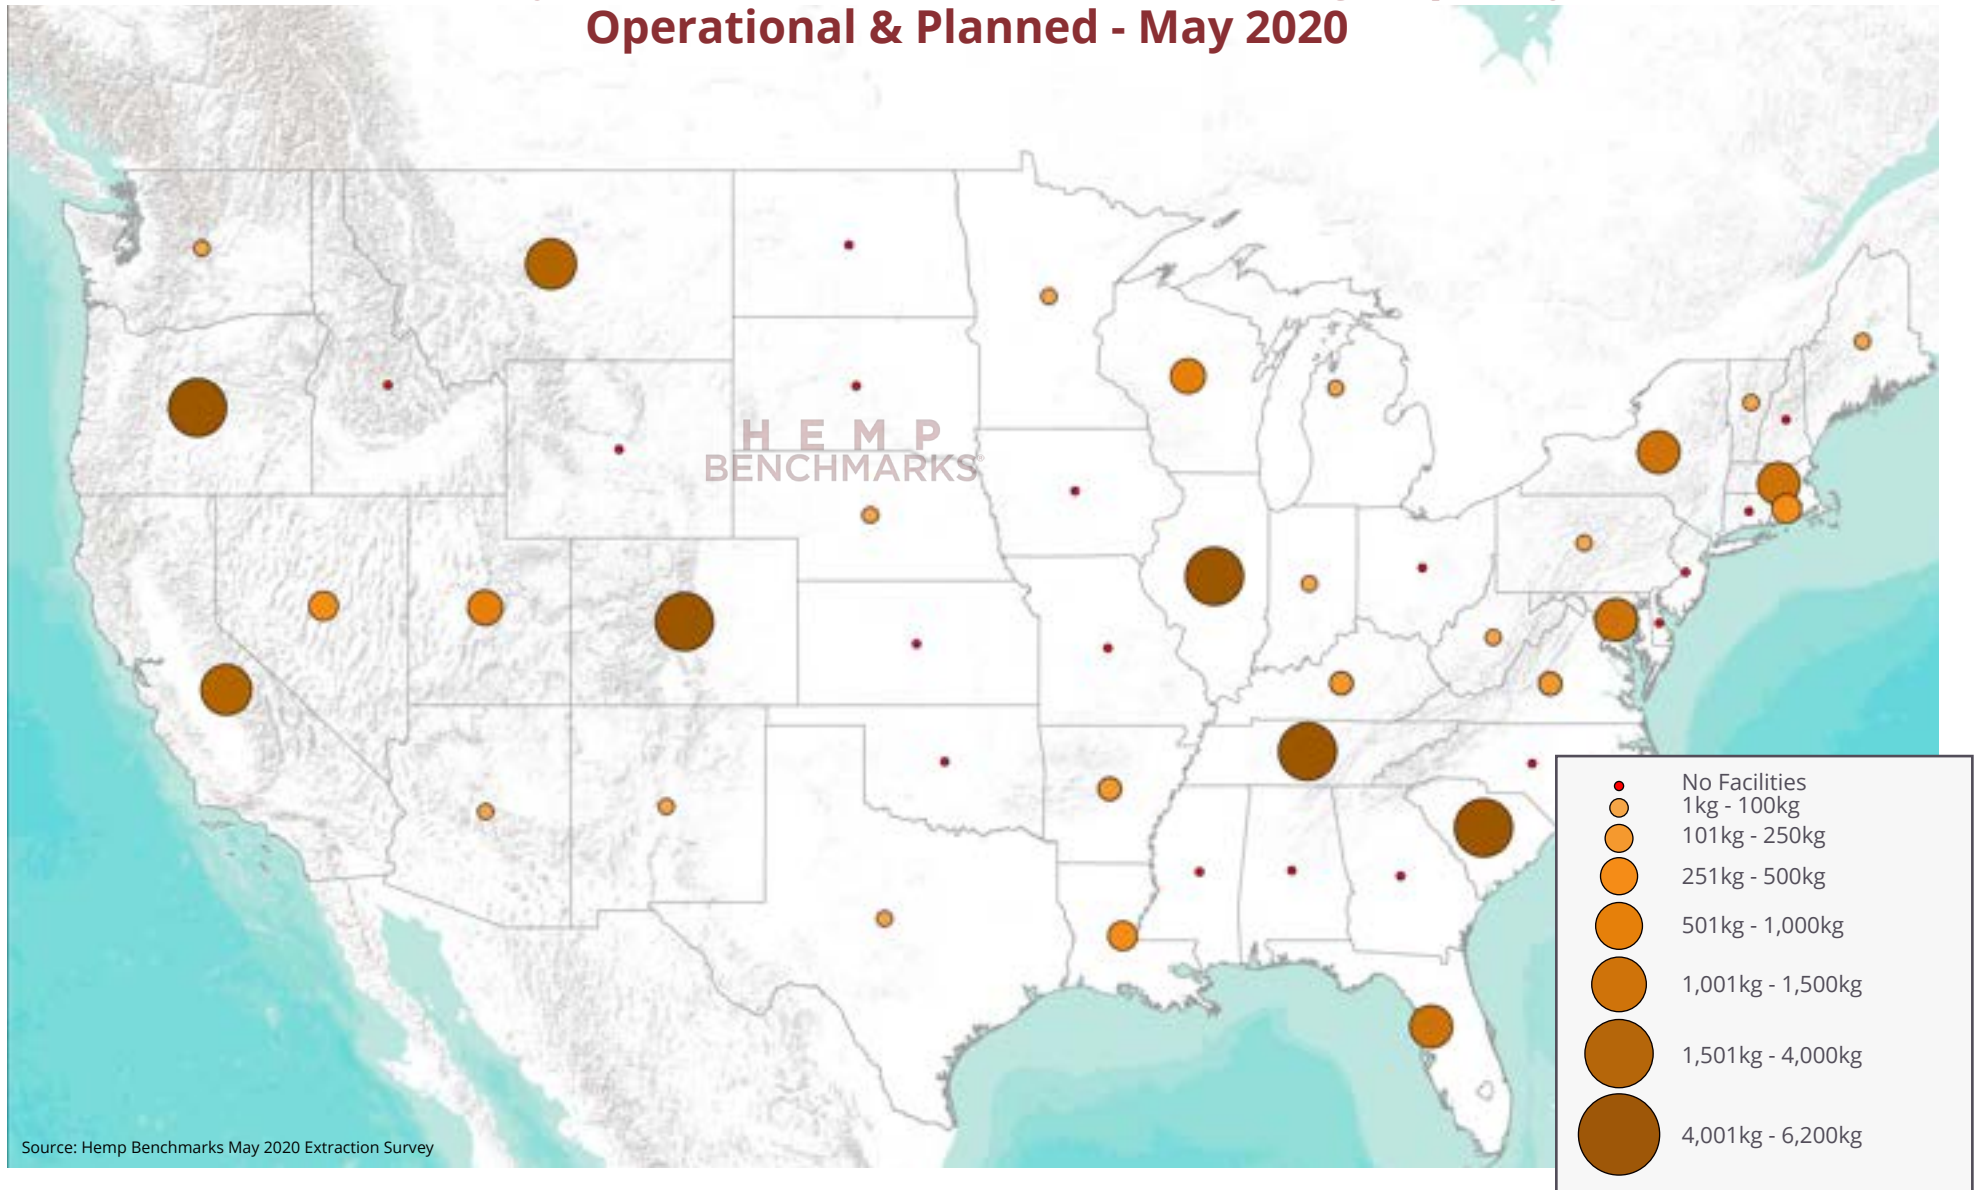 Operational & Planned - May 2020
H E M P
BENCHMARKS®
No Facilities
1kg - 100kg
101kg - 250kg
251kg - 500kg
501kg - 1,000kg
1,001kg - 1,500kg
1,501kg - 4,000kg
4,001kg - 6,200kg
Source: Hemp Benchmarks May 2020 Extraction Survey